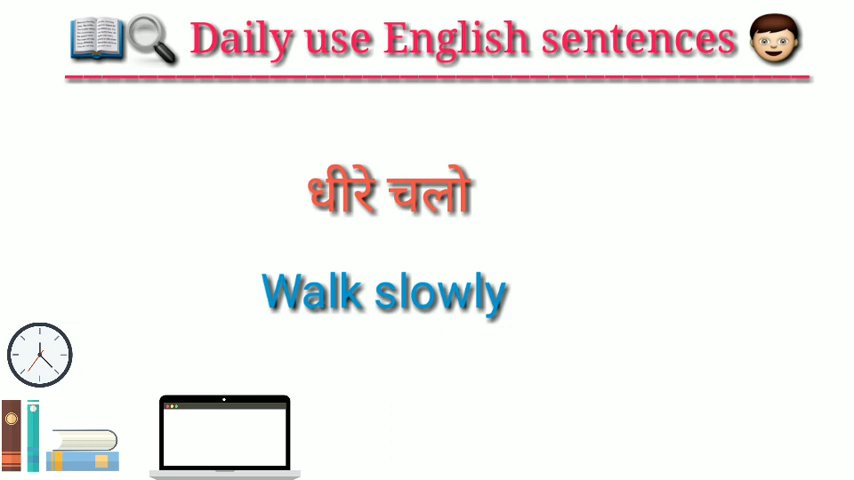 Daily use English sentences
धीरे चलो
Walk slowly